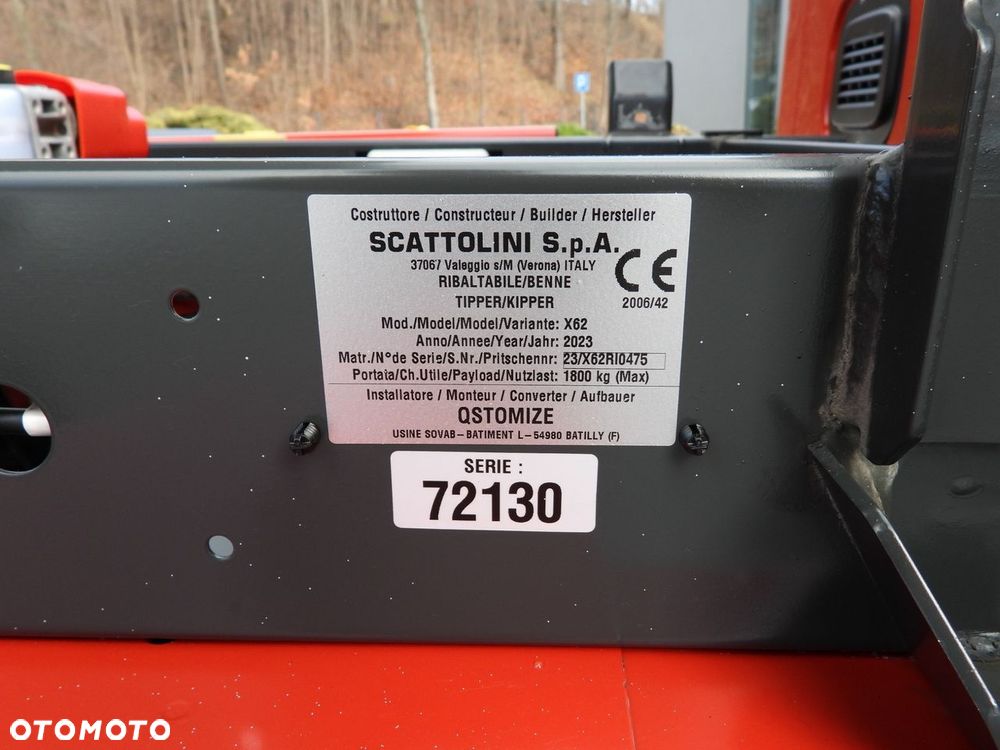 Costruttore / Constructeur / Builder / Hersteller
SCATTOLINI S.p.A.
37067 Valeggio s/M (Verona) ITALY
RIBALTABILE/BENNE
TIPPER/KIPPER
CE
2006/42
Mod./Model/Model/Variante: X62
Anno/Annee/Year/Jahr: 2023
Matr./N°de Serie/S.Nr./Pritschennr: 23/X62RI0475
Portata/Ch.Utile/Payload/Nutzlast: 1800 kg (Max)
Installatore / Monteur / Converter / Aufbauer
QSTOMIZE
USINE SOVAB-BATIMENT L-54980 BATILLY (F)
SERIE :
72130
P
OTOMOTO